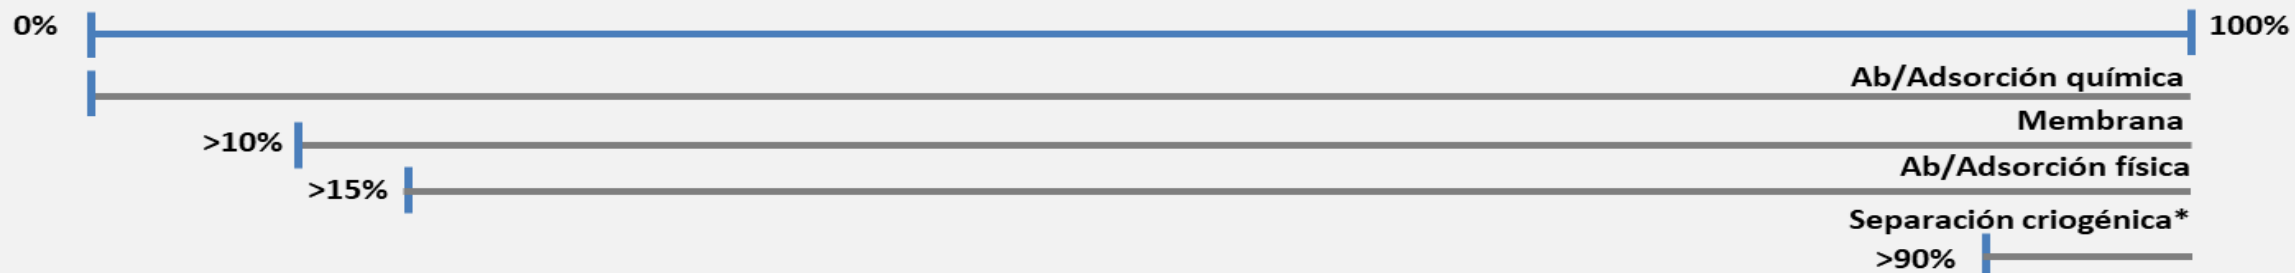 0%
100%
Ab/Adsorción química
Membrana
>10%
Ab/Adsorción física
>15%
Separación criogénica*
>90%